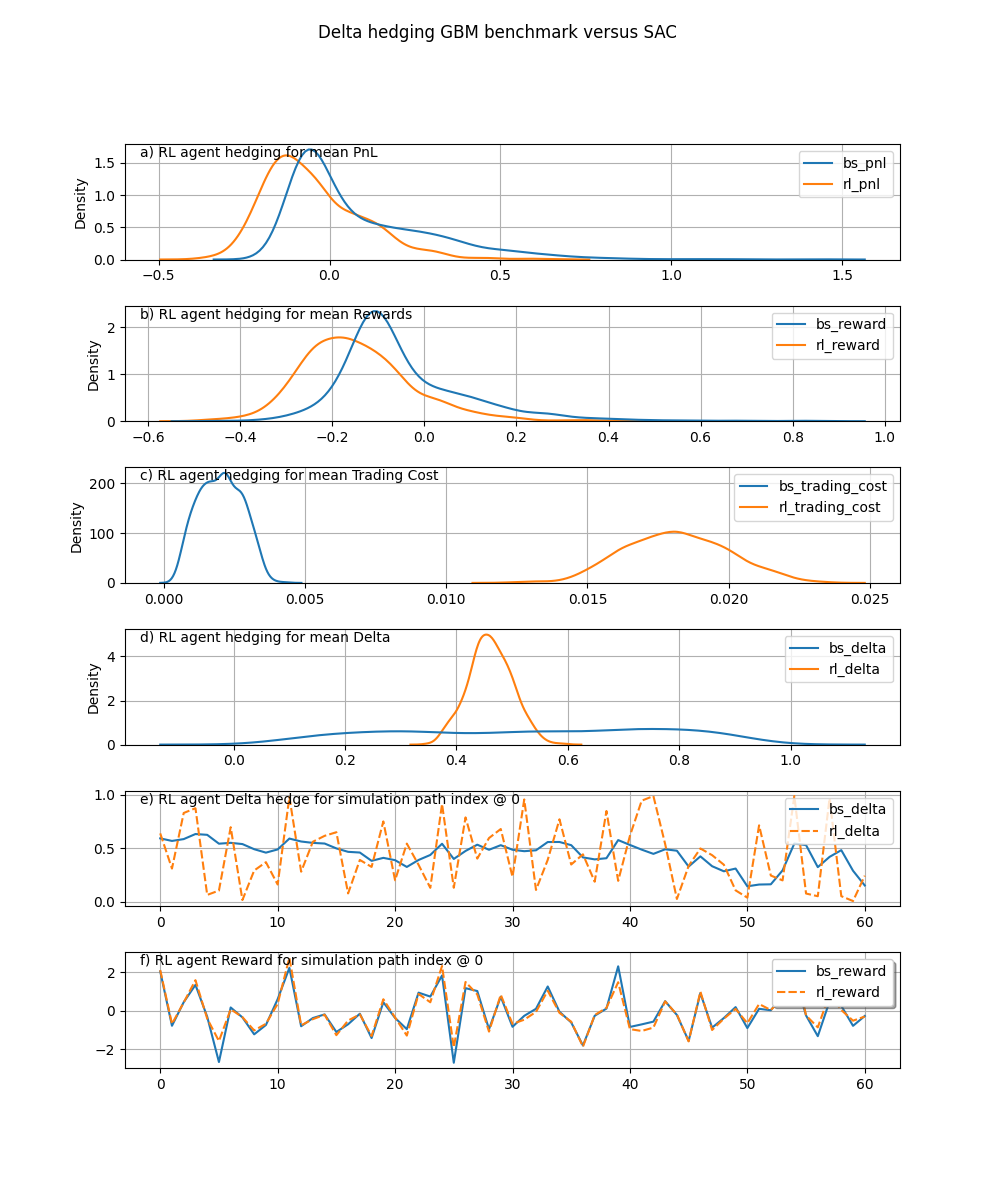 Delta hedging GBM benchmark versus SAC
a) RL agent hedging for mean PnL
bs_pnl
rl_pnl
Density
0.0
0.5
1.0
1.5
−0.5 0.0 0.5 1.0 1.5
b) RL agent hedging for mean Rewards
bs_reward
rl_reward
Density
0
1
2
−0.6 −0.4 −0.2 0.0 0.2 0.4 0.6 0.8 1.0
c) RL agent hedging for mean Trading Cost
bs_trading_cost
rl_trading_cost
Density
0
100
200
0.000 0.005 0.010 0.015 0.020 0.025
d) RL agent hedging for mean Delta
bs_delta
rl_delta
Density
0
2
4
0.0 0.2 0.4 0.6 0.8 1.0
e) RL agent Delta hedge for simulation path index @ 0
bs_delta
rl_delta
0.0
0.5
1.0
0 10 20 30 40 50 60
f) RL agent Reward for simulation path index @ 0
bs_reward
rl_reward
−2
0
2
0 10 20 30 40 50 60